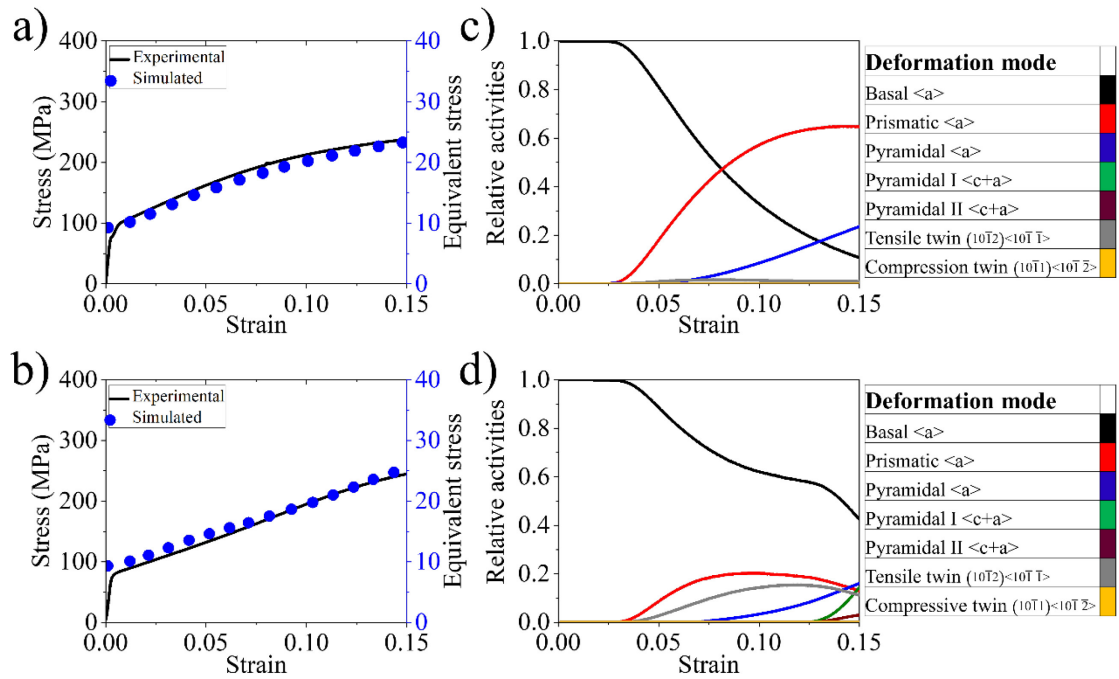 a)
400
300
200
100
0
Stress (MPa)
Experimental
Simulated
40
30
20
10
0
Equivalent stress
0.00
0.05
0.10
0.15
Strain
c)
1.0
0.8
0.6
0.4
0.2
0.0
Relative activities
0.00
0.05
0.10
0.15
Strain
Deformation mode
Basal <a>
Prismatic <a>
Pyramidal <a>
Pyramidal I <c+a>
Pyramidal II <c+a>
Tensile twin (101̅2)<101̅ 1̅>
Compression twin (101̅1)<101̅ 2̅>
b)
400
300
200
100
0
Stress (MPa)
Experimental
Simulated
40
30
20
10
0
Equivalent stress
0.00
0.05
0.10
0.15
Strain
d)
1.0
0.8
0.6
0.4
0.2
0.0
Relative activities
0.00
0.05
0.10
0.15
Strain
Deformation mode
Basal <a>
Prismatic <a>
Pyramidal <a>
Pyramidal I <c+a>
Pyramidal II <c+a>
Tensile twin (101̅2)<101̅ 1̅>
Compressive twin (101̅1)<101̅ 2̅>